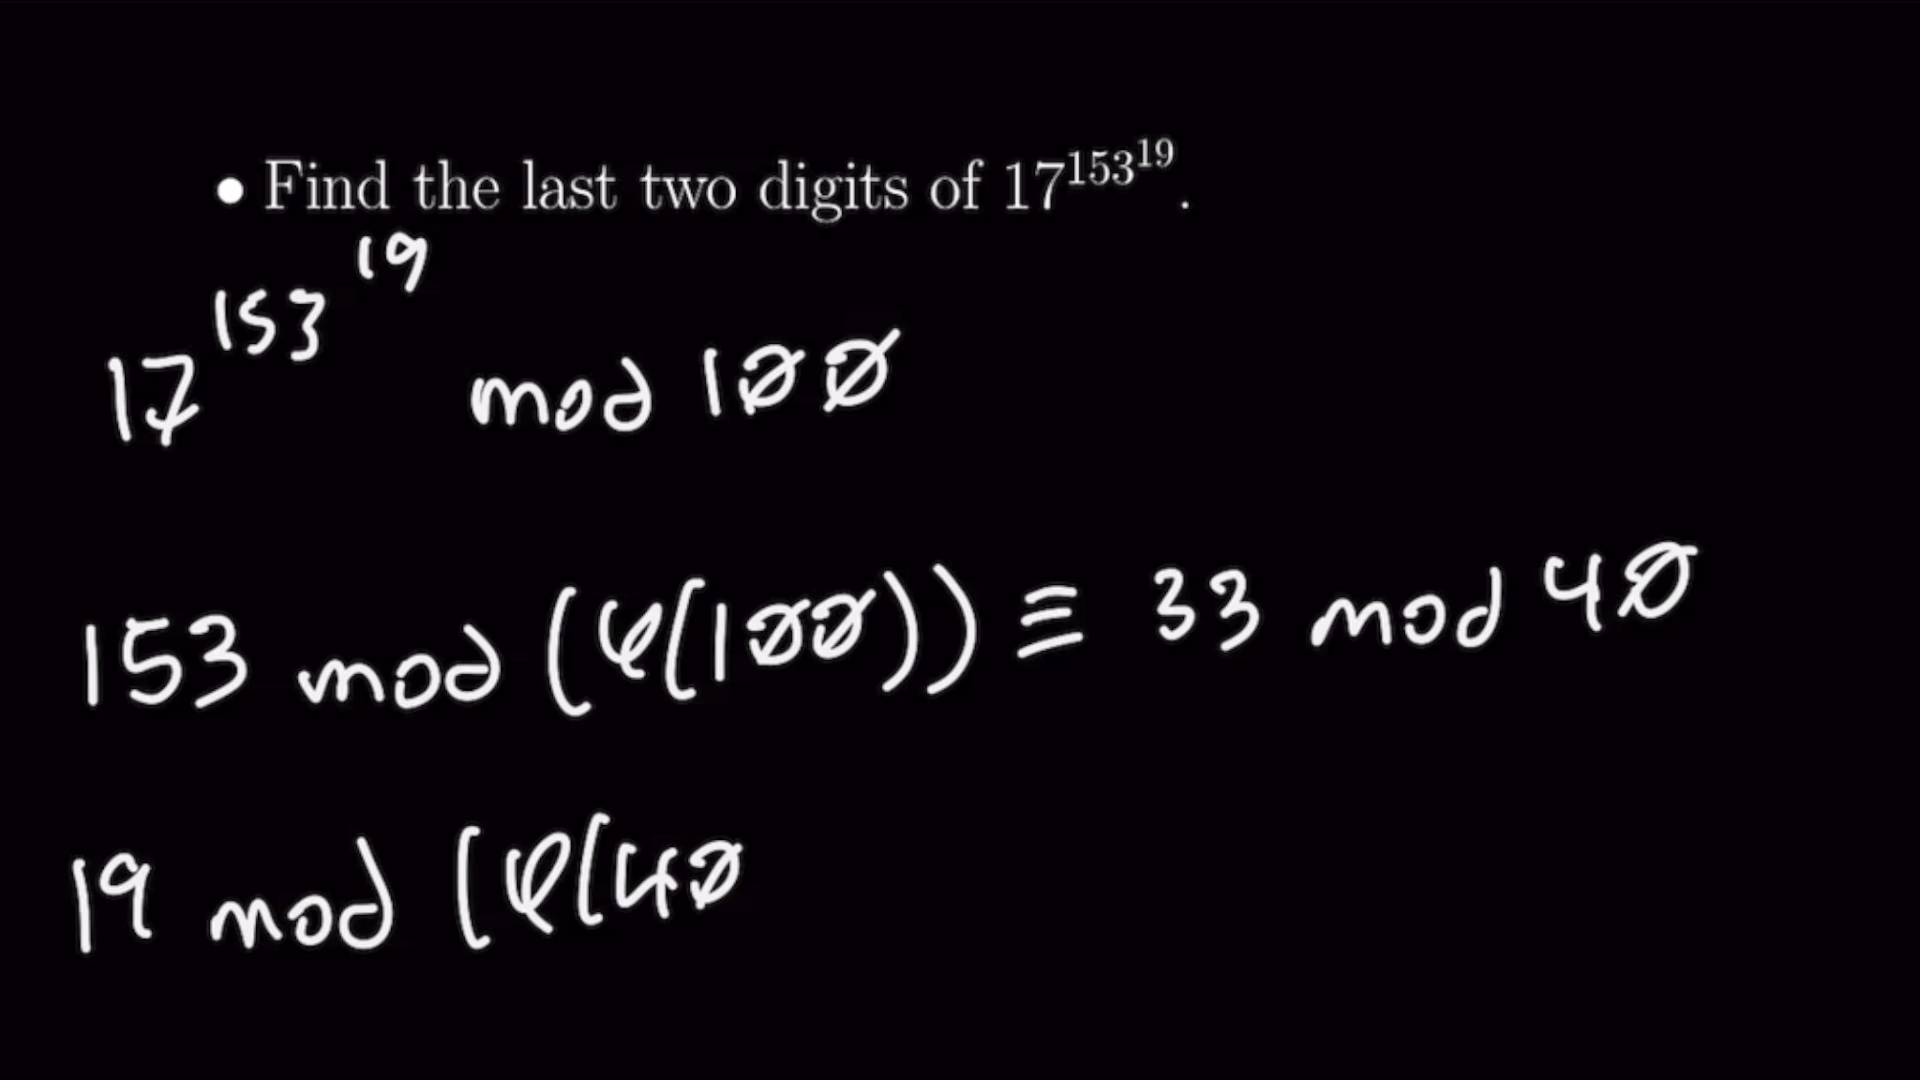 • Find the last two digits of 17^153^19.
17^153^19 mod 100
153 mod (φ(100)) ≡ 33 mod 40
19 mod (φ(40